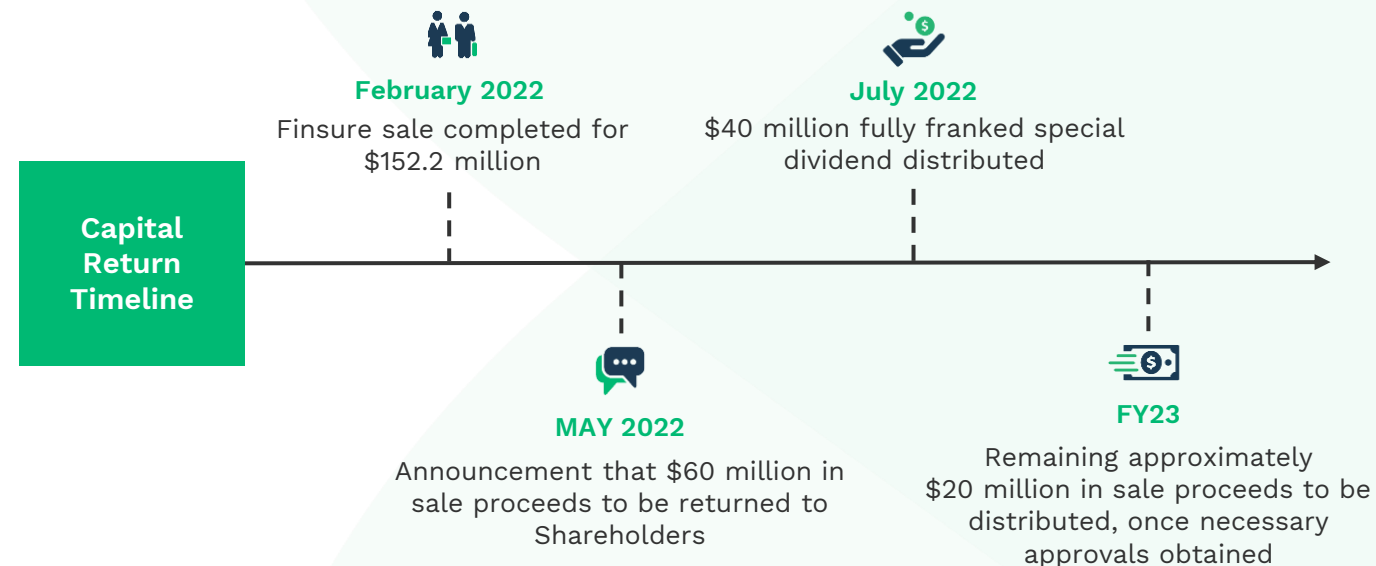 Capital
Return
Timeline
February 2022
Finsure sale completed for
$152.2 million
MAY 2022
Announcement that $60 million in
sale proceeds to be returned to
Shareholders
July 2022
$40 million fully franked special
dividend distributed
FY23
Remaining approximately
$20 million in sale proceeds to be
distributed, once necessary
approvals obtained